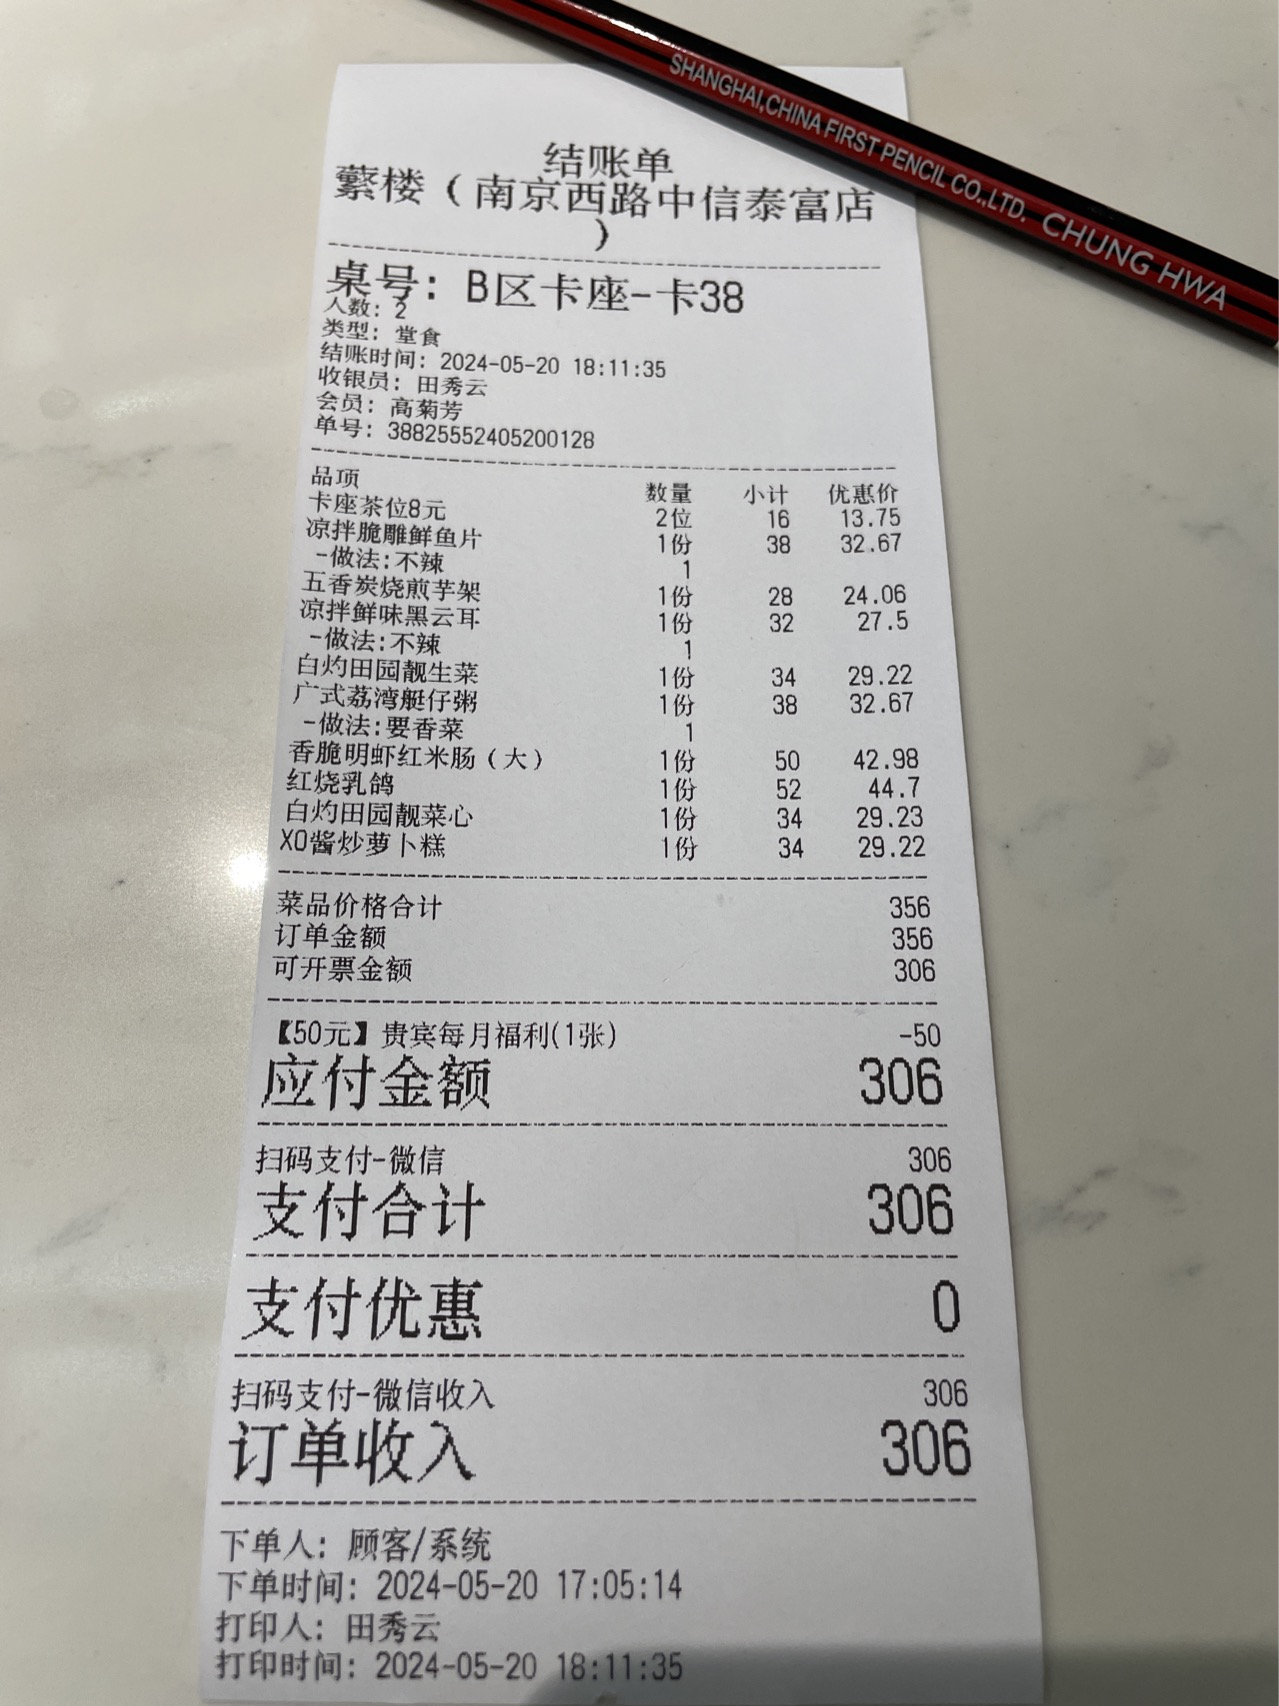 SHANGHAI,CHINA FIRST PENCIL CO.,LTD. CHUNG HWA
结账单
蘩楼（南京西路中信泰富店
）
桌号: B区卡座-卡38
人数: 2
类型: 堂食
结账时间: 2024-05-20 18:11:35
收银员: 田秀云
会员: 高菊芳
单号: 38825552405200128
品项 数量 小计 优惠价
卡座茶位8元 2位 16 13.75
凉拌脆雕鲜鱼片 1份 38 32.67
-做法:不辣 1
五香炭烧煎芋架 1份 28 24.06
凉拌鲜味黑云耳 1份 32 27.5
-做法:不辣 1
白灼田园靓生菜 1份 34 29.22
广式荔湾艇仔粥 1份 38 32.67
-做法:要香菜 1
香脆明虾红米肠（大） 1份 50 42.98
红烧乳鸽 1份 52 44.7
白灼田园靓菜心 1份 34 29.23
XO酱炒萝卜糕 1份 34 29.22
菜品价格合计 356
订单金额 356
可开票金额 306
【50元】贵宾每月福利(1张) -50
应付金额 306
扫码支付-微信 306
支付合计 306
支付优惠 0
扫码支付-微信收入 306
订单收入 306
下单人: 顾客/系统
下单时间: 2024-05-20 17:05:14
打印人: 田秀云
打印时间: 2024-05-20 18:11:35